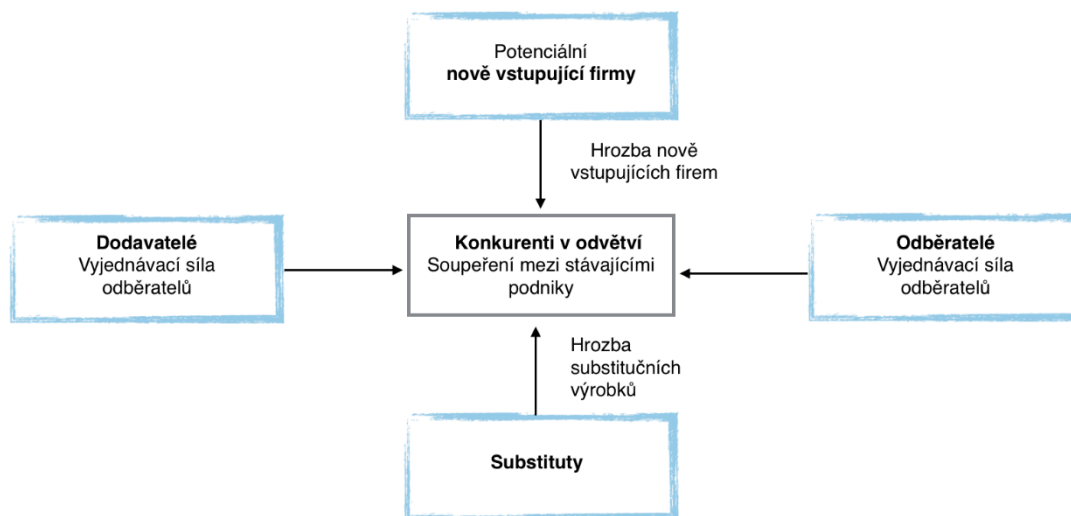 Potenciální
nově vstupující firmy
Hrozba nově
vstupujících firem
Dodavatelé
Vyjednávací síla
odběratelů
Konkurenti v odvětví
Soupeření mezi stávajícími
podniky
Odběratelé
Vyjednávací síla
odběratelů
Hrozba
substitučních
výrobků
Substituty